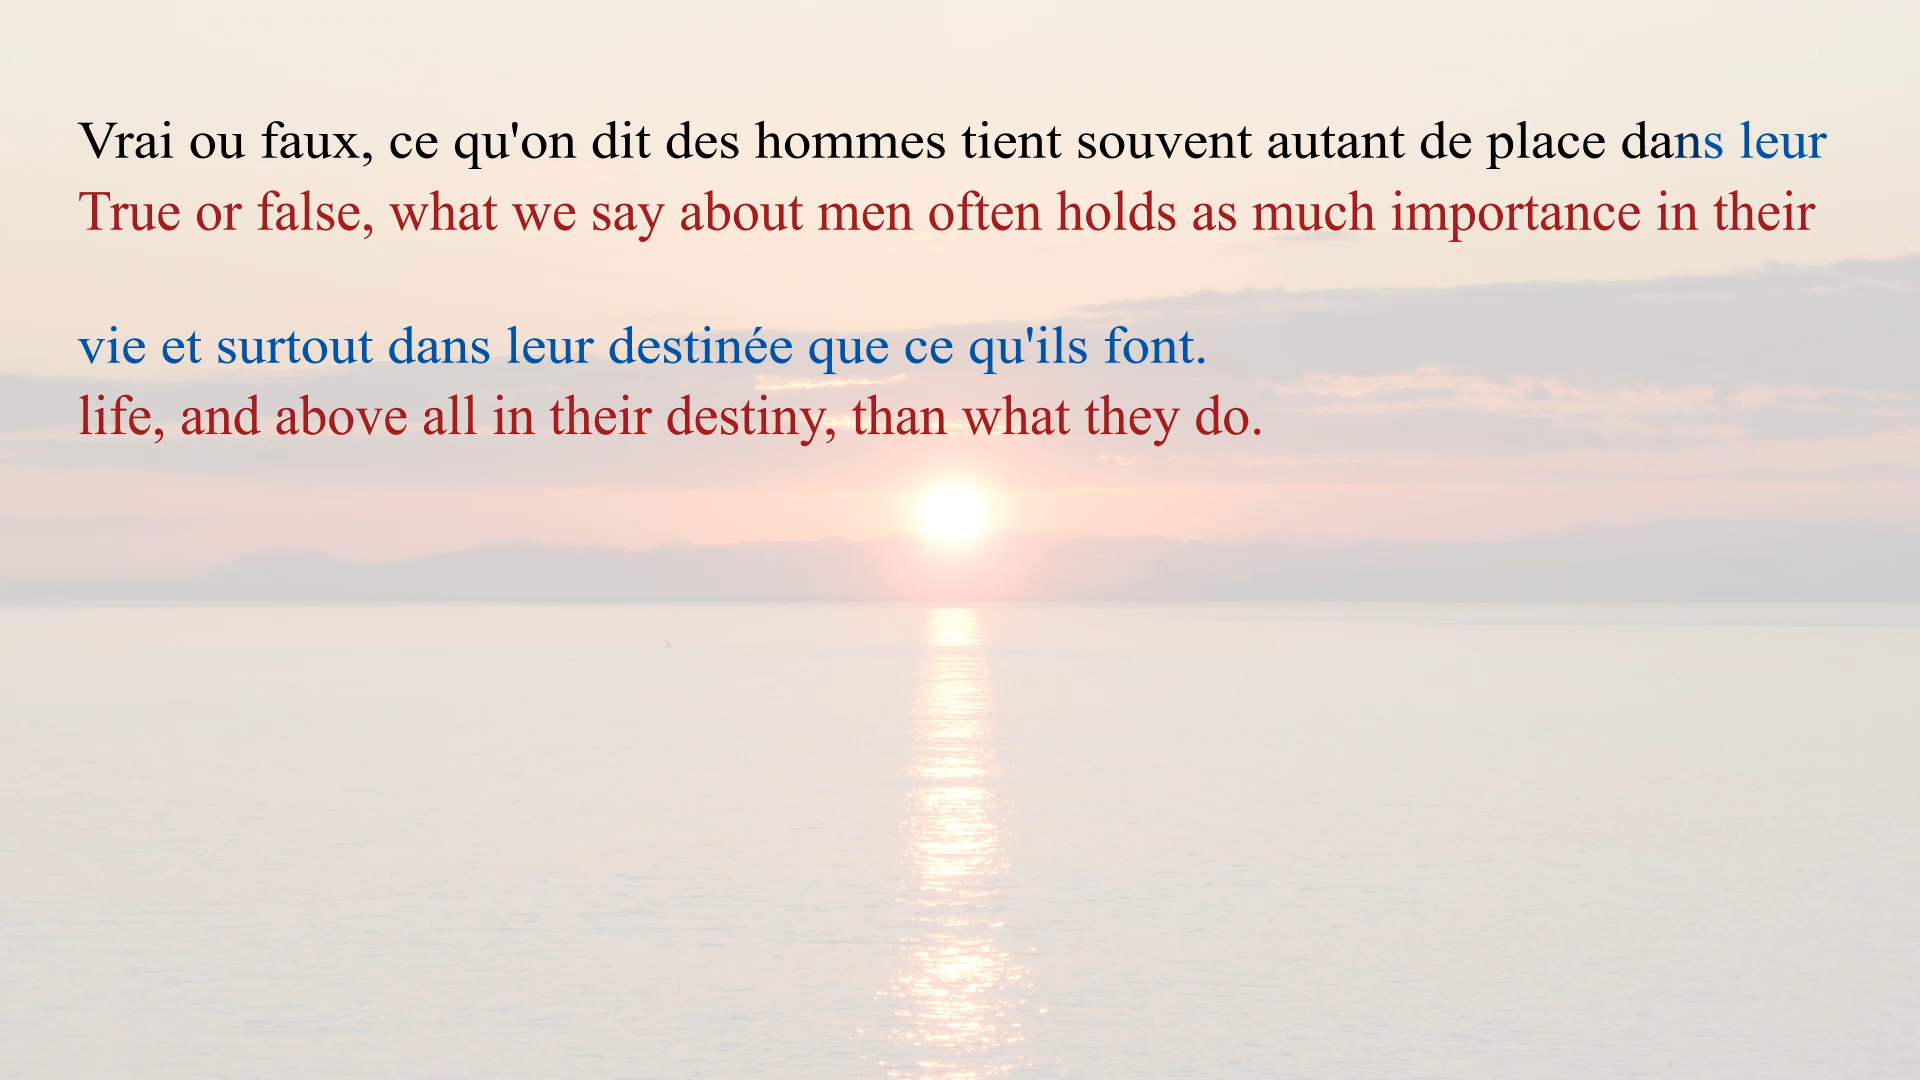 Vrai ou faux, ce qu'on dit des hommes tient souvent autant de place dans leur
True or false, what we say about men often holds as much importance in their
vie et surtout dans leur destinée que ce qu'ils font.
life, and above all in their destiny, than what they do.